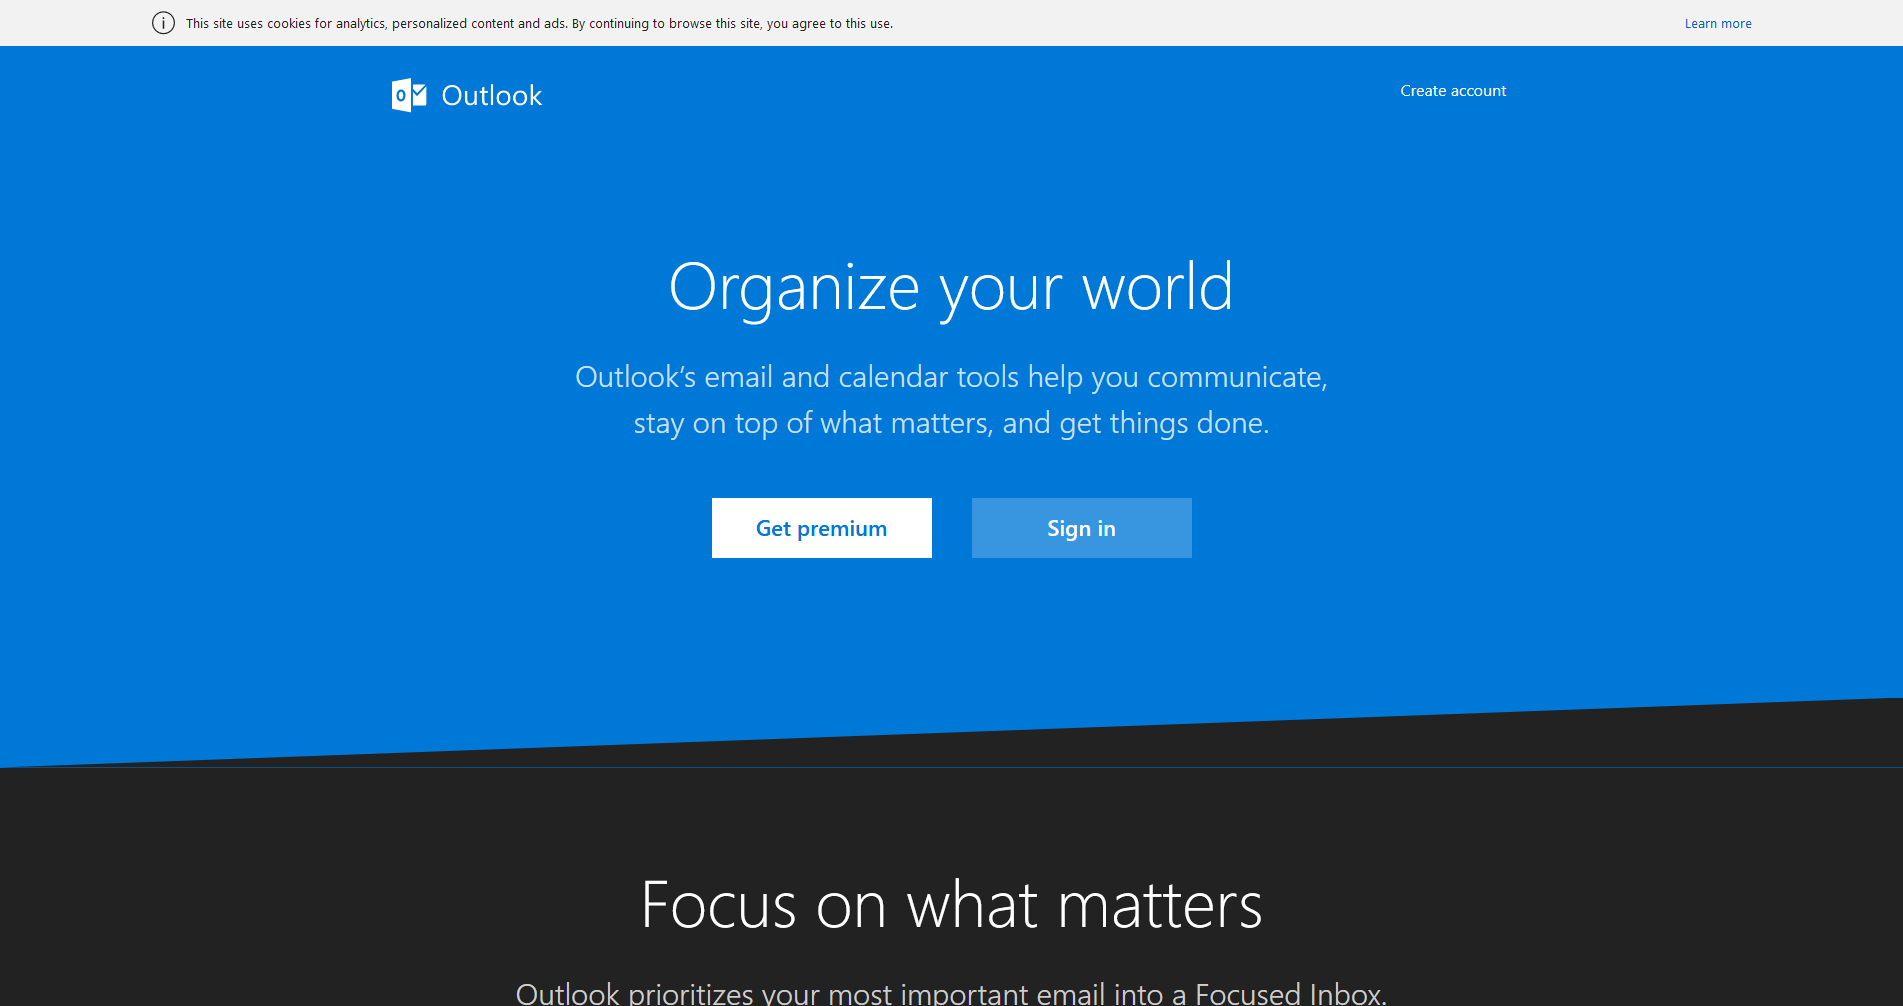 This site uses cookies for analytics, personalized content and ads. By continuing to browse this site, you agree to this use.
Learn more
Outlook
Create account
Organize your world
Outlook’s email and calendar tools help you communicate,
stay on top of what matters, and get things done.
Get premium
Sign in
Focus on what matters
Outlook prioritizes your most important email into a Focused Inbox.